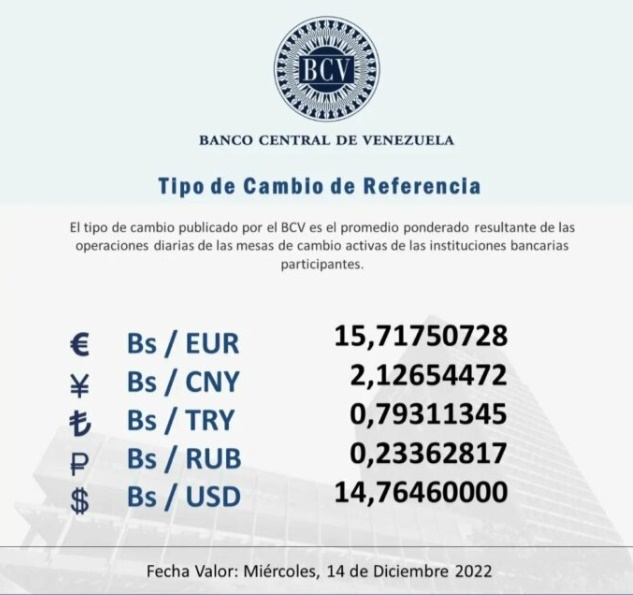 BCV
BANCO CENTRAL DE VENEZUELA
Tipo de Cambio de Referencia
El tipo de cambio publicado por el BCV es el promedio ponderado resultante de las
operaciones diarias de las mesas de cambio activas de las instituciones bancarias
participantes.
€ Bs / EUR 15,71750728
¥ Bs / CNY 2,12654472
₺ Bs / TRY 0,79311345
₽ Bs / RUB 0,23362817
$ Bs / USD 14,76460000
Fecha Valor: Miércoles, 14 de Diciembre 2022